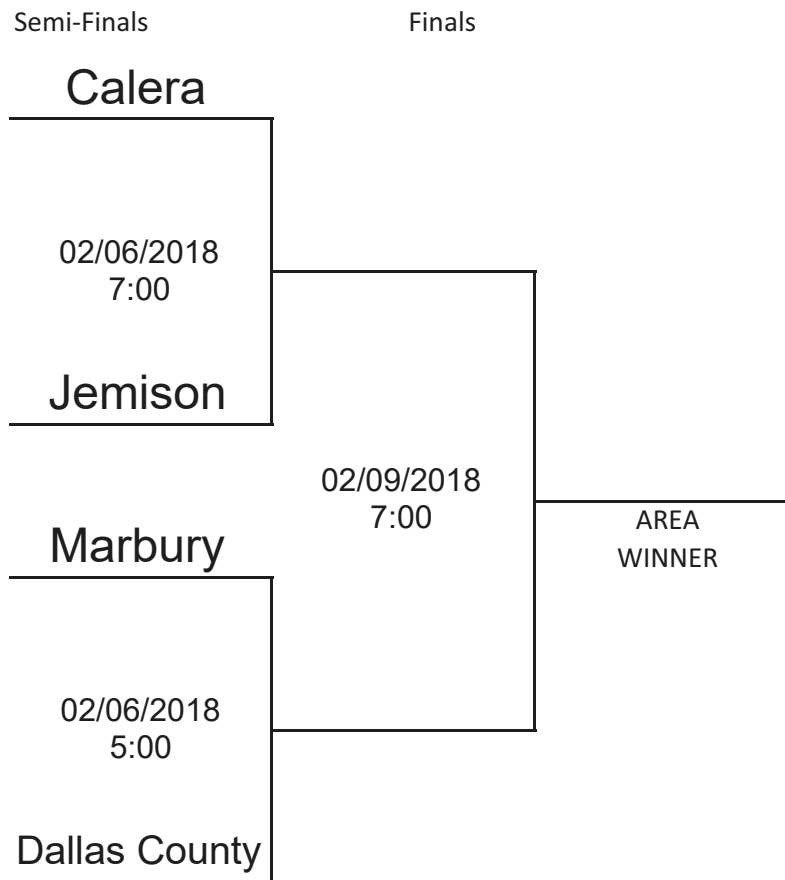 Semi-Finals
Finals
Calera
02/06/2018
7:00
Jemison
02/09/2018
7:00
AREA
WINNER
Marbury
02/06/2018
5:00
Dallas County